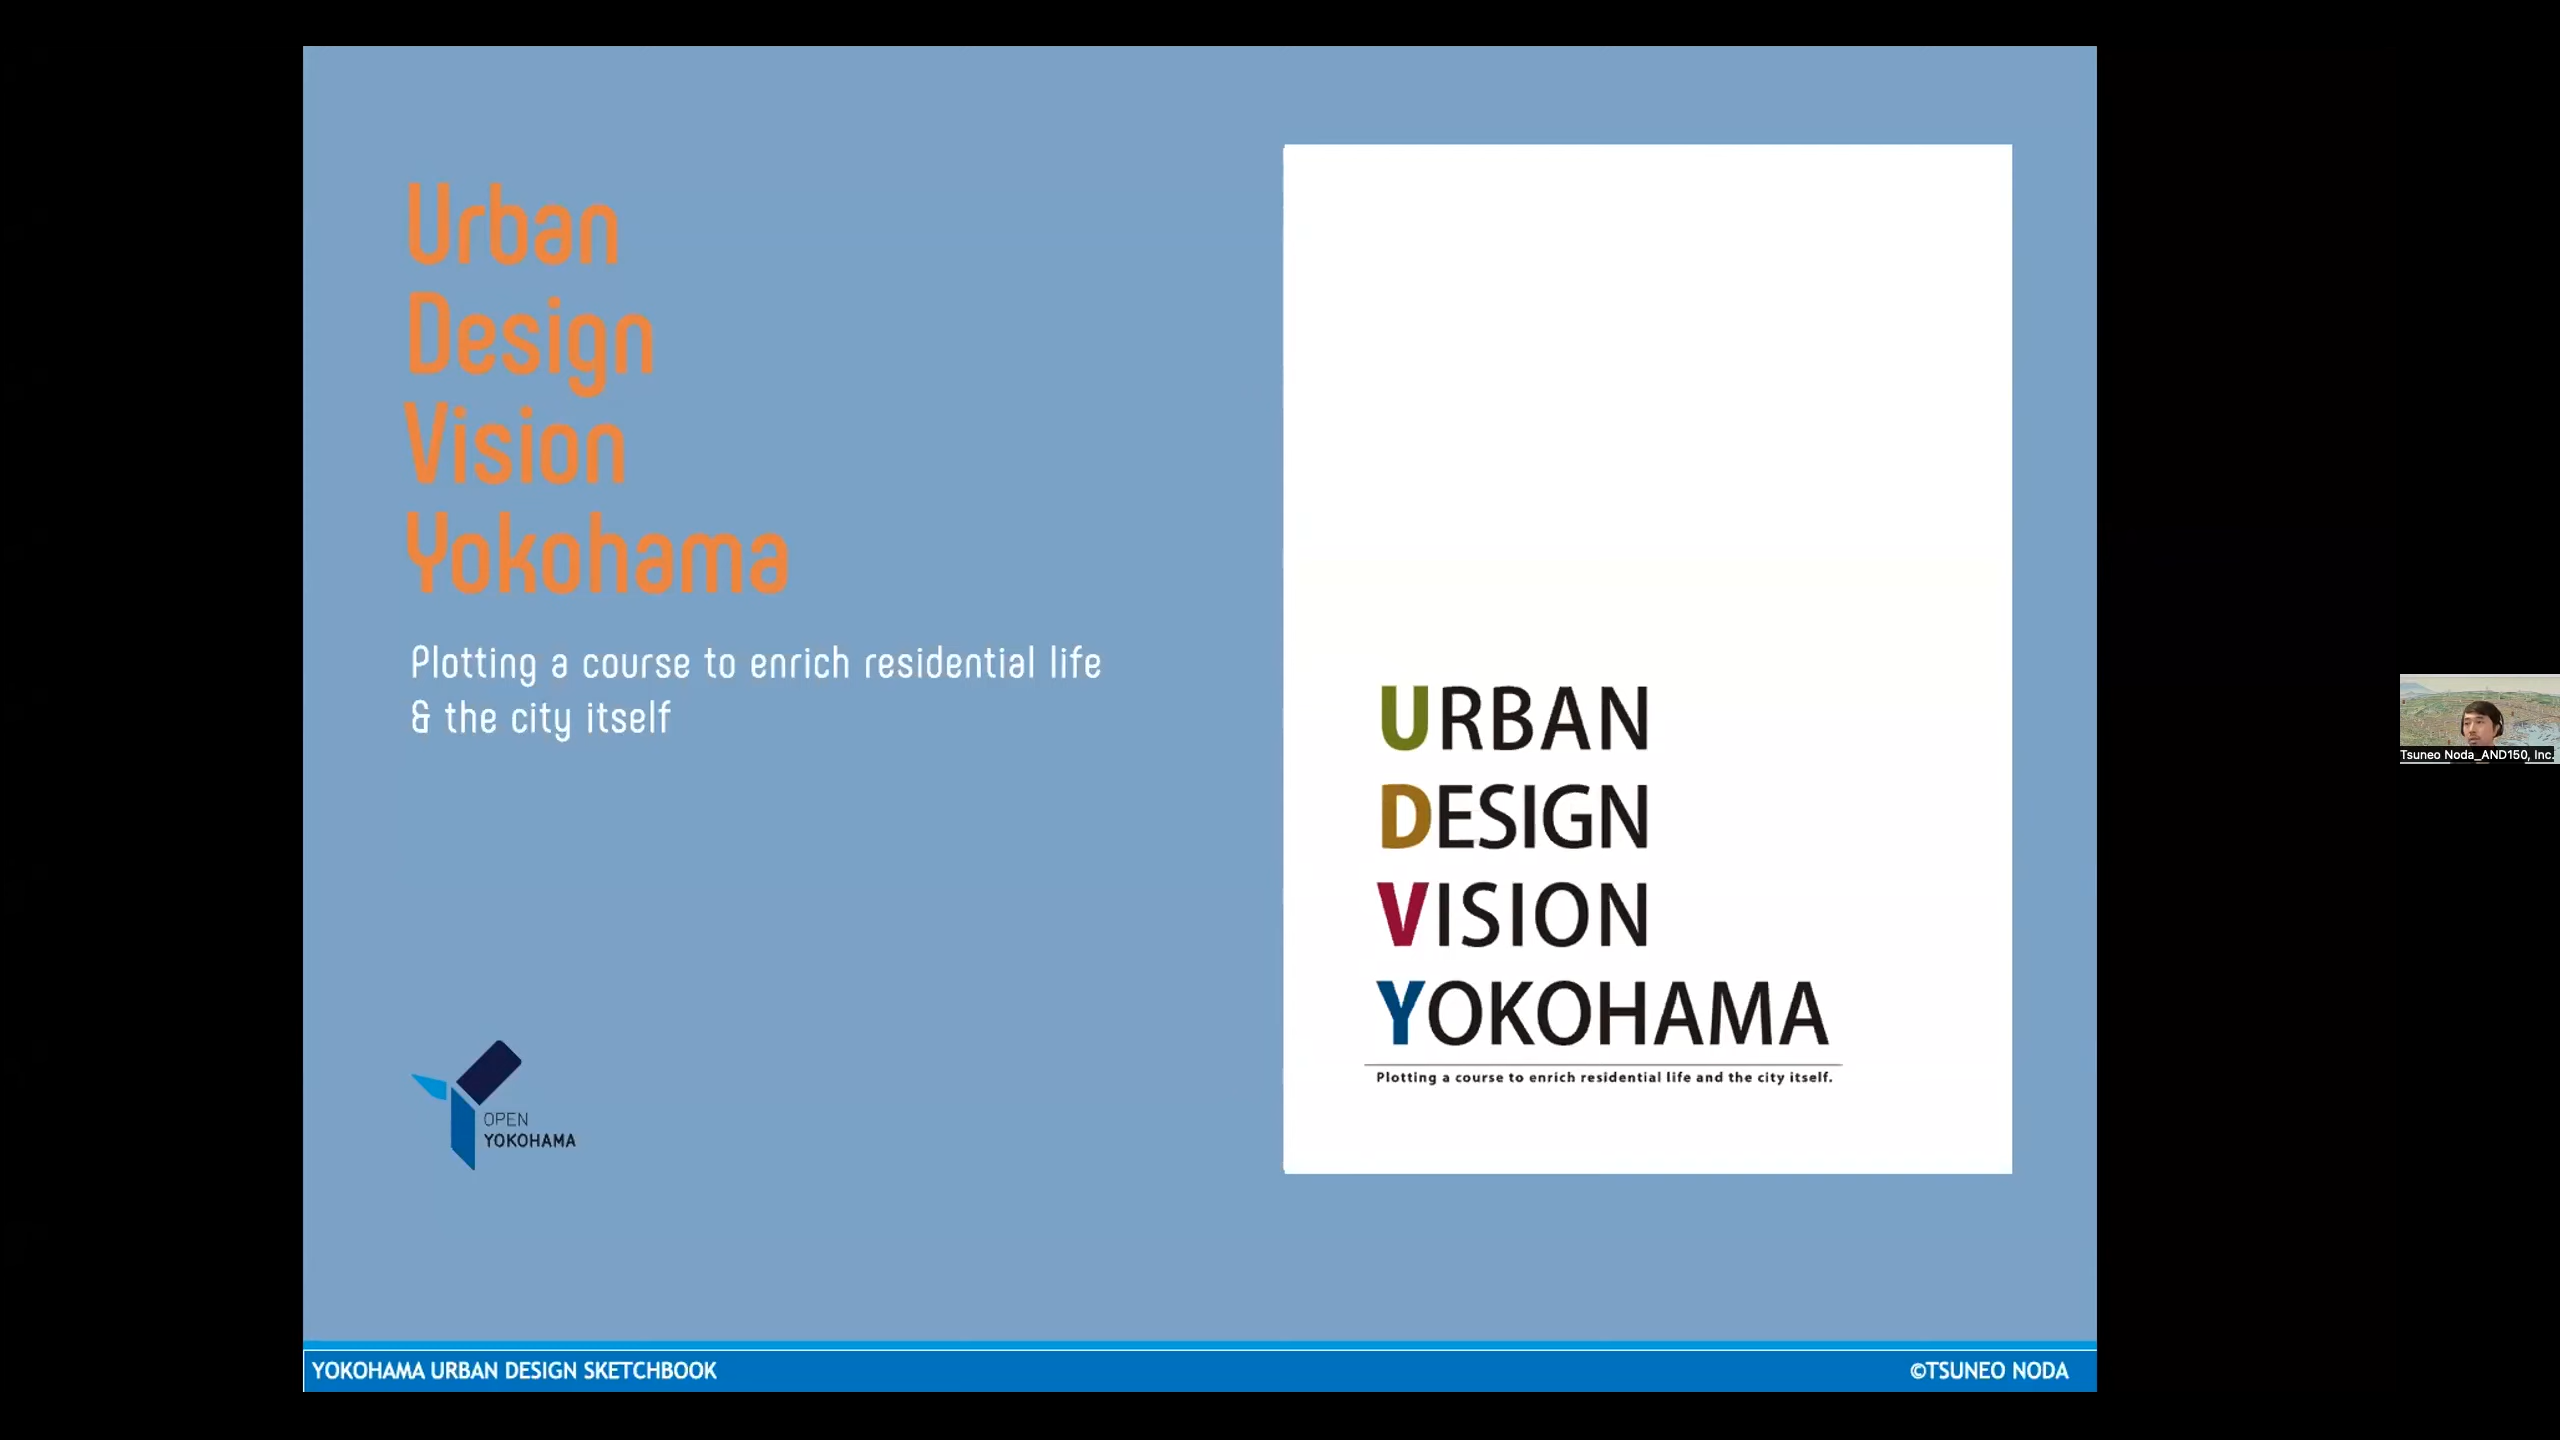 Urban
Design
Vision
Yokohama
Plotting a course to enrich residential life
& the city itself
OPEN
YOKOHAMA
URBAN
DESIGN
VISION
YOKOHAMA
Plotting a course to enrich residential life and the city itself.
Tsuneo Noda_AND150, Inc.
YOKOHAMA URBAN DESIGN SKETCHBOOK
©TSUNEO NODA